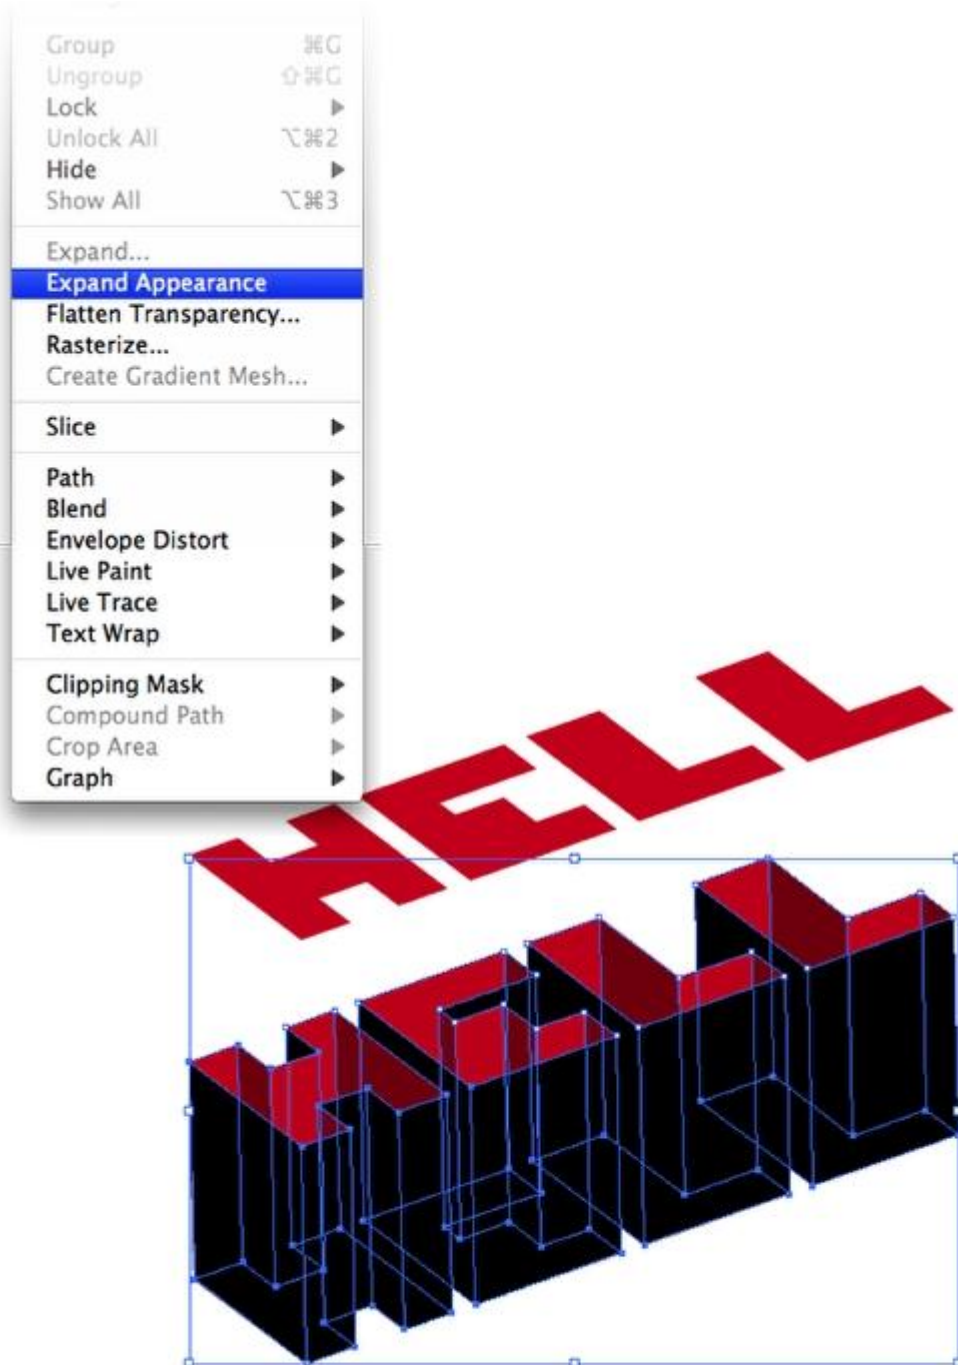 Group ⌘G
Ungroup ⇧⌘G
Lock
Unlock All ⌥⌘2
Hide
Show All ⌥⌘3
Expand...
Expand Appearance
Flatten Transparency...
Rasterize...
Create Gradient Mesh...
Slice
Path
Blend
Envelope Distort
Live Paint
Live Trace
Text Wrap
Clipping Mask
Compound Path
Crop Area
Graph
HELL
HELL